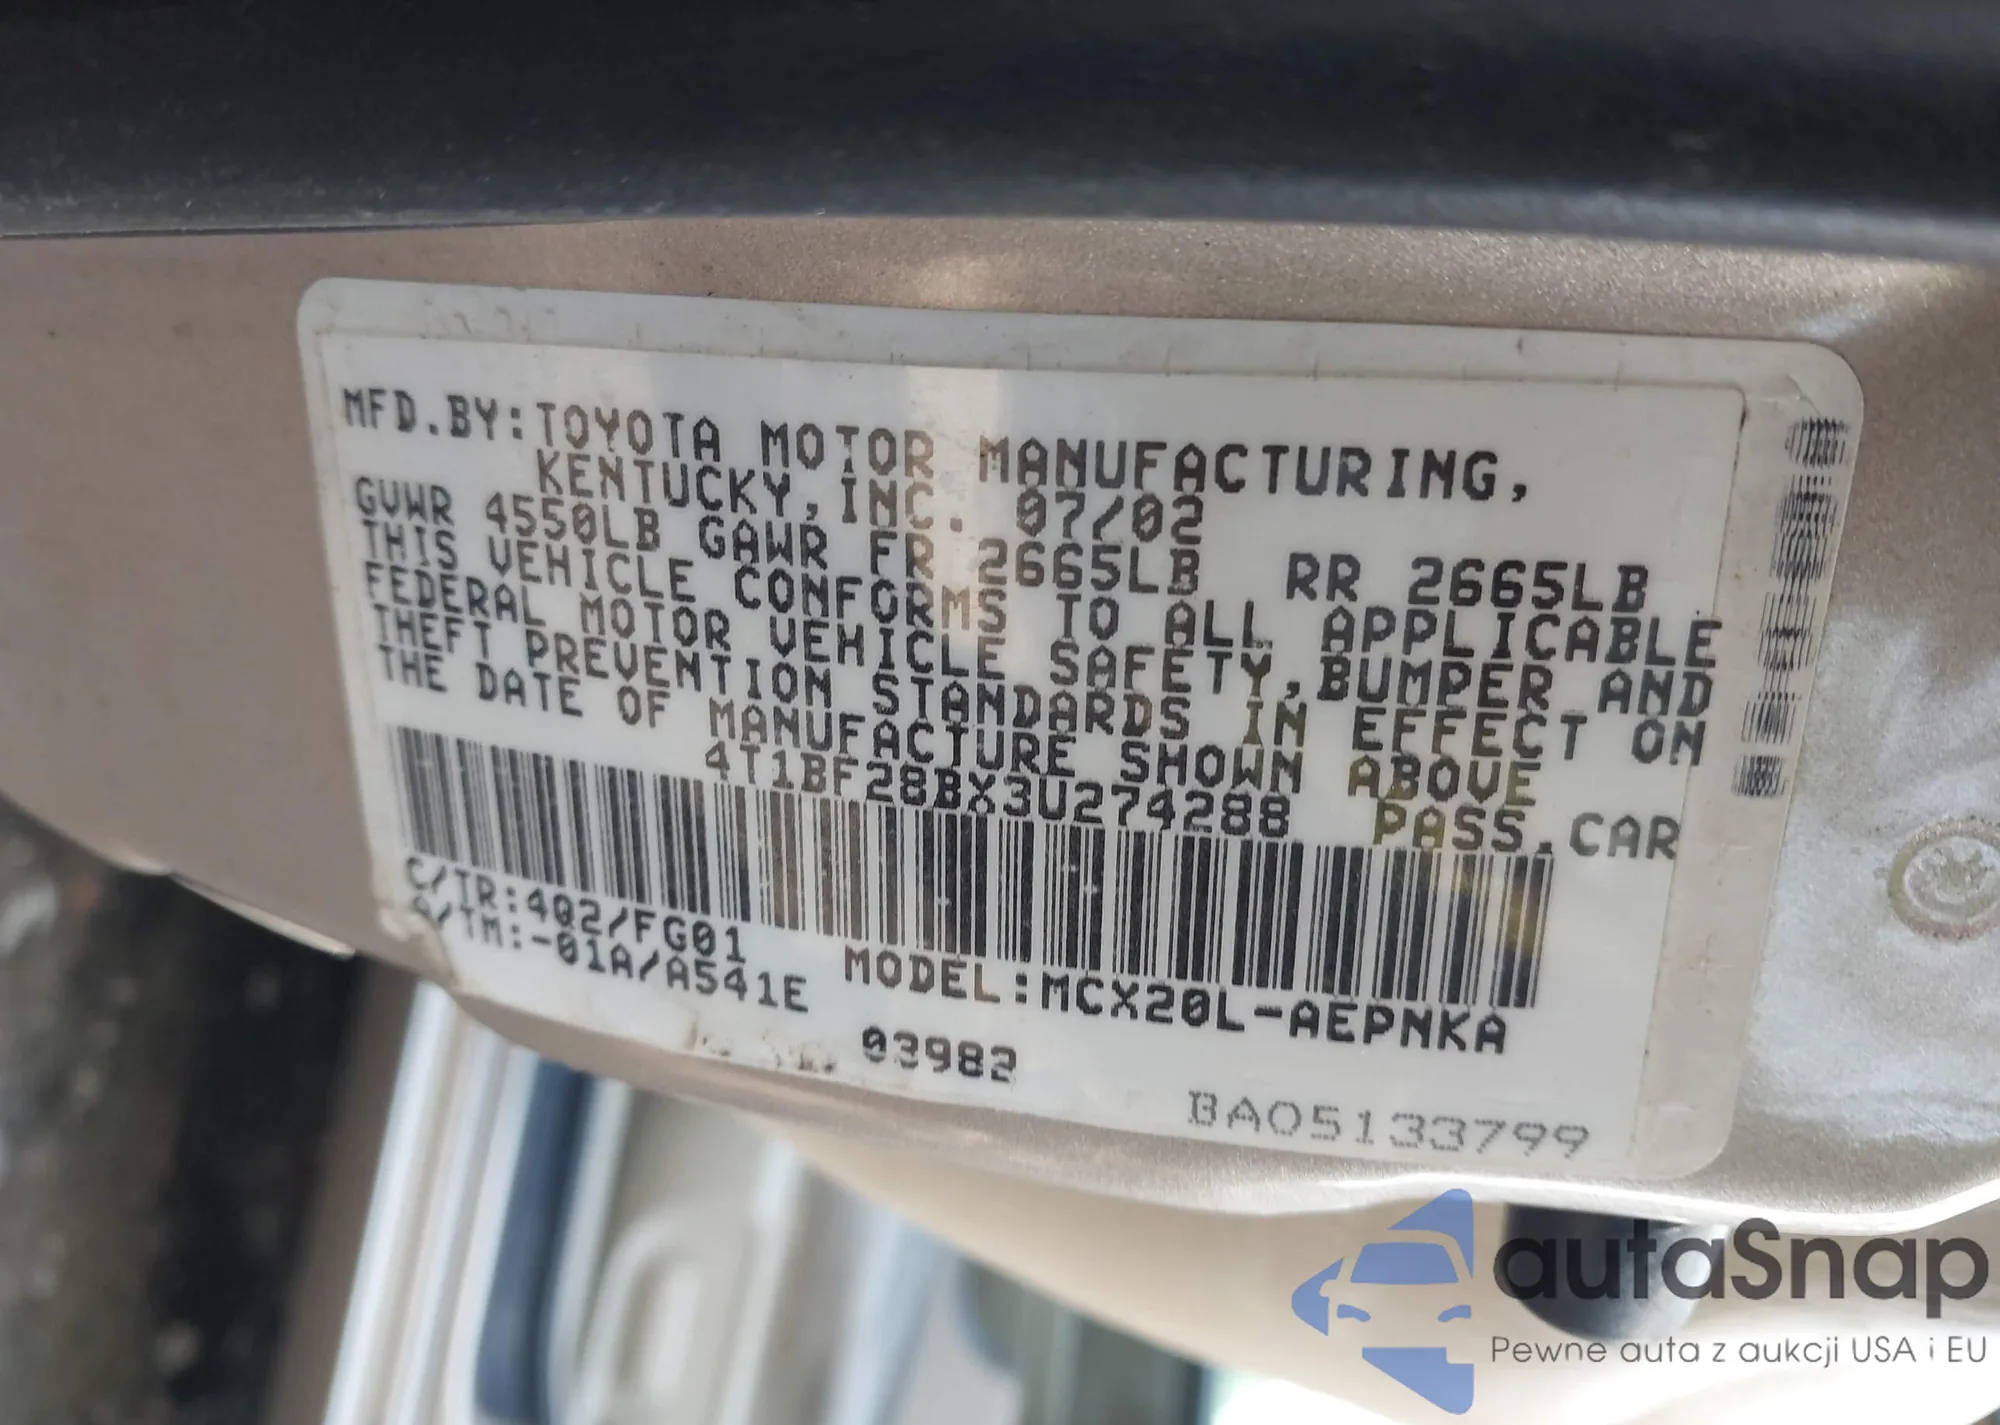 MFD.BY:TOYOTA MOTOR MANUFACTURING,
KENTUCKY,INC. 07/02
GVWR 4550LB GAWR FR 2665LB RR 2665LB
THIS VEHICLE CONFORMS TO ALL APPLICABLE
FEDERAL MOTOR VEHICLE SAFETY,BUMPER AND
THEFT PREVENTION STANDARDS IN EFFECT ON
THE DATE OF MANUFACTURE SHOWN ABOVE
4T1BF28BX3U274288 PASS.CAR
C/TR:402/FG01
A/TM:-01A/A541E
MODEL:MCX20L-AEPNKA
03982
BA05133799
autaSnap
Pewne auta z aukcji USA i EU